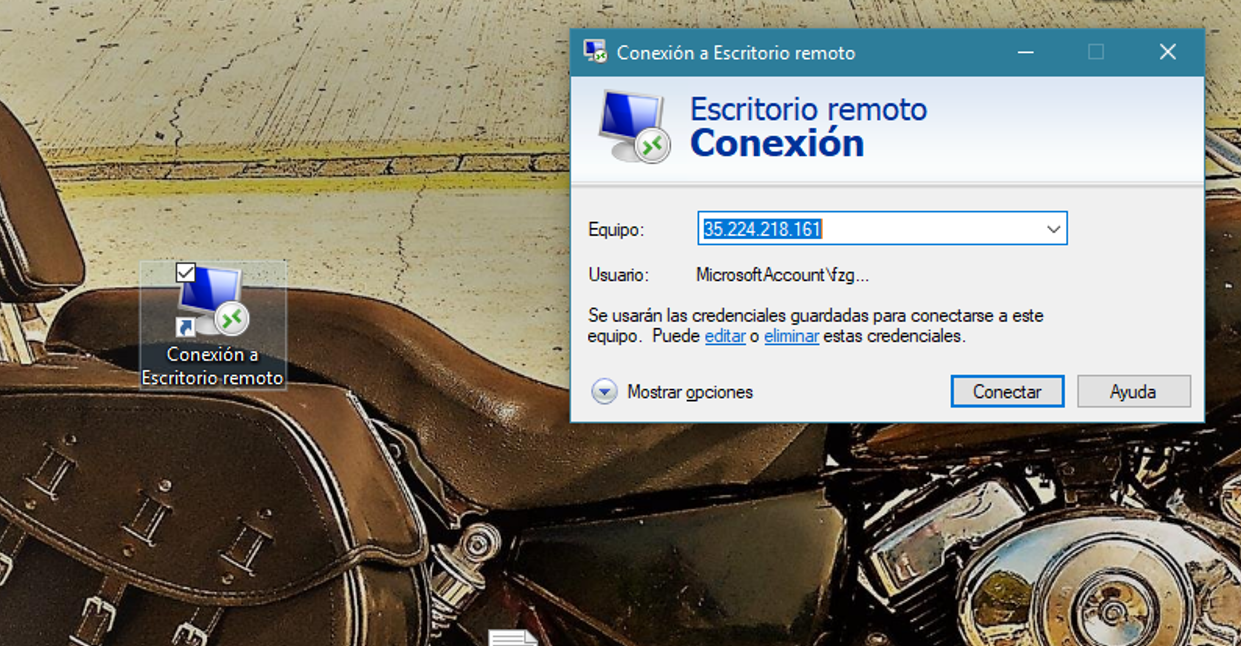 Conexión a Escritorio remoto
Escritorio remoto
Conexión
Equipo: 35.224.218.161
Usuario: MicrosoftAccount\fzg...
Se usarán las credenciales guardadas para conectarse a este
equipo. Puede editar o eliminar estas credenciales.
Mostrar opciones
Conectar
Ayuda
Conexión a
Escritorio remoto